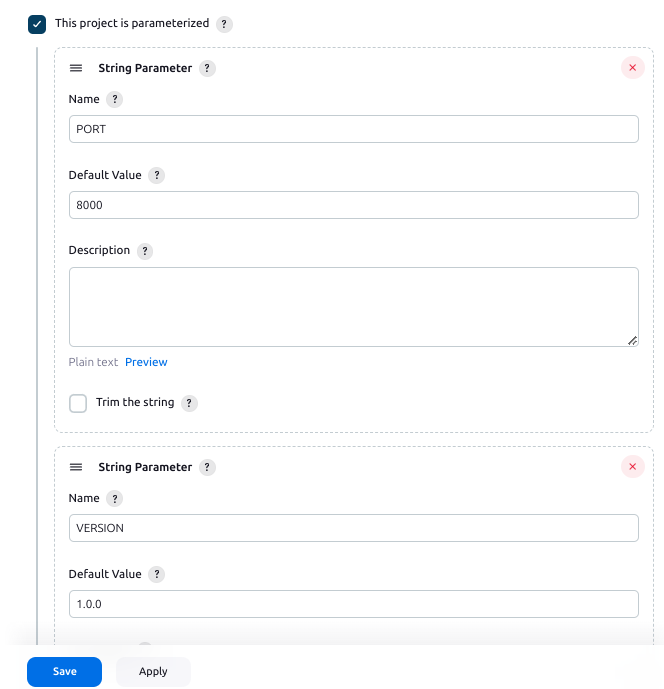 This project is parameterized ?
String Parameter ?
Name ?
PORT
Default Value ?
8000
Description ?
Plain text Preview
Trim the string ?
String Parameter ?
Name ?
VERSION
Default Value ?
1.0.0
Save Apply